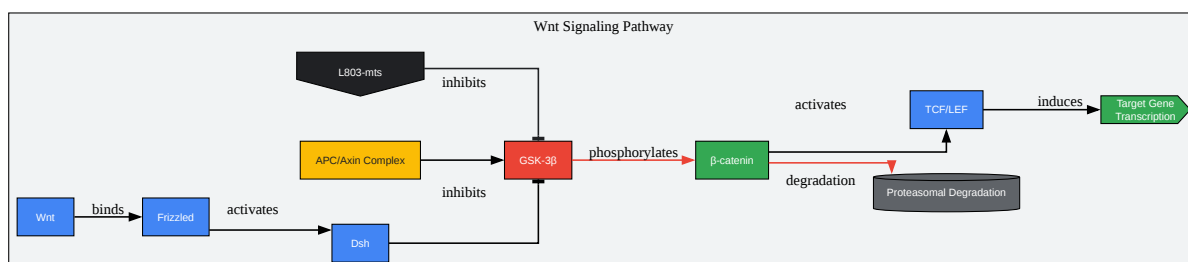 Wnt Signaling Pathway
L803-mts
inhibits
activates
TCF/LEF
induces
Target Gene
Transcription
APC/Axin Complex
GSK-3β
phosphorylates
β-catenin
inhibits
degradation
Proteasomal Degradation
Wnt
binds
Frizzled
activates
Dsh